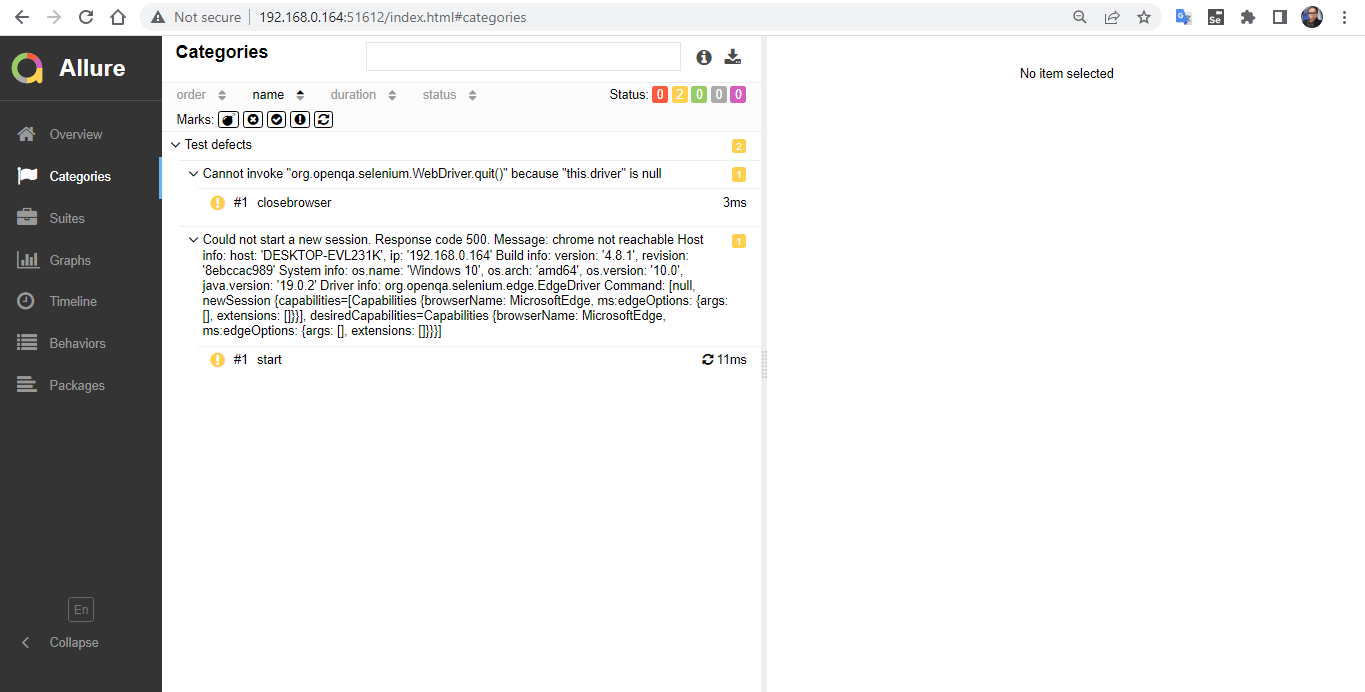 Not secure 192.168.0.164:51612/index.html#categories
Allure
Overview
Categories
Suites
Graphs
Timeline
Behaviors
Packages
En
Collapse
Categories
order name duration status Status: 0 2 0 0 0
Marks:
Test defects 2
Cannot invoke "org.openqa.selenium.WebDriver.quit()" because "this.driver" is null 1
#1 closebrowser 3ms
Could not start a new session. Response code 500. Message: chrome not reachable Host 1
info: host: 'DESKTOP-EVL231K', ip: '192.168.0.164' Build info: version: '4.8.1', revision:
'8ebccac989' System info: os.name: 'Windows 10', os.arch: 'amd64', os.version: '10.0',
java.version: '19.0.2' Driver info: org.openqa.selenium.edge.EdgeDriver Command: [null,
newSession {capabilities=[Capabilities {browserName: MicrosoftEdge, ms:edgeOptions: {args:
[], extensions: []}}], desiredCapabilities=Capabilities {browserName: MicrosoftEdge,
ms:edgeOptions: {args: [], extensions: []}}}]
#1 start 11ms
No item selected
Se